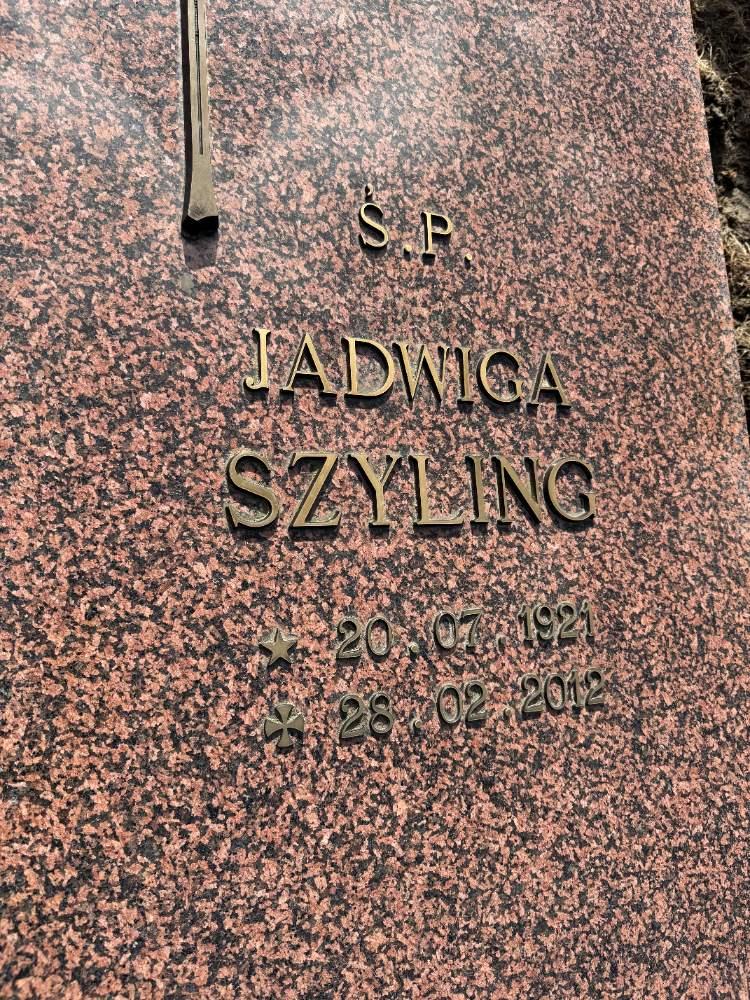 Ś.P.
JADWIGA
SZYLING
20.07.1921
28.02.2012